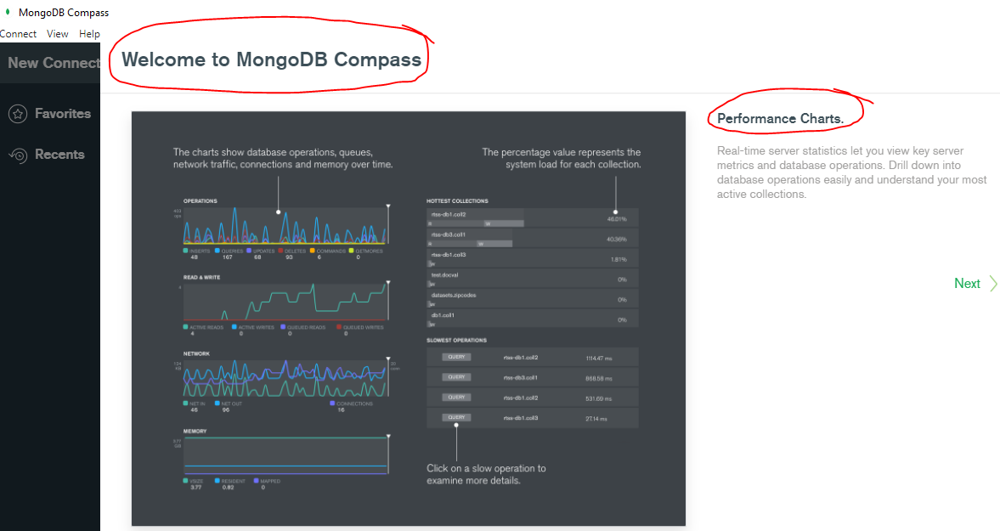 MongoDB Compass
Connect View Help
New Connect
Favorites
Recents
Welcome to MongoDB Compass
The charts show database operations, queues,
network traffic, connections and memory over time.
OPERATIONS
INSERTS QUERIES UPDATES DELETES COMMANDS GETMORES
48 167 68 93 6 0
READ & WRITE
ACTIVE READS ACTIVE WRITES QUEUED READS QUEUED WRITES
4 0 0 0
NETWORK
NET IN NET OUT CONNECTIONS
46 96 16
MEMORY
VSIZE RESIDENT MAPPED
3.77 0.82 0
The percentage value represents the
system load for each collection.
HOTTEST COLLECTIONS
rtss-db1.coll2 46.01%
R W
rtss-db3.coll1 40.36%
R W
rtss-db1.coll3 1.81%
test.docval 0%
datasets.zipcodes 0%
db1.coll1 0%
SLOWEST OPERATIONS
QUERY rtss-db1.coll2 1114.47 ms
QUERY rtss-db3.coll1 868.58 ms
QUERY rtss-db1.coll2 531.69 ms
QUERY rtss-db1.coll3 27.14 ms
Click on a slow operation to
examine more details.
Performance Charts.
Real-time server statistics let you view key server
metrics and database operations. Drill down into
database operations easily and understand your most
active collections.
Next